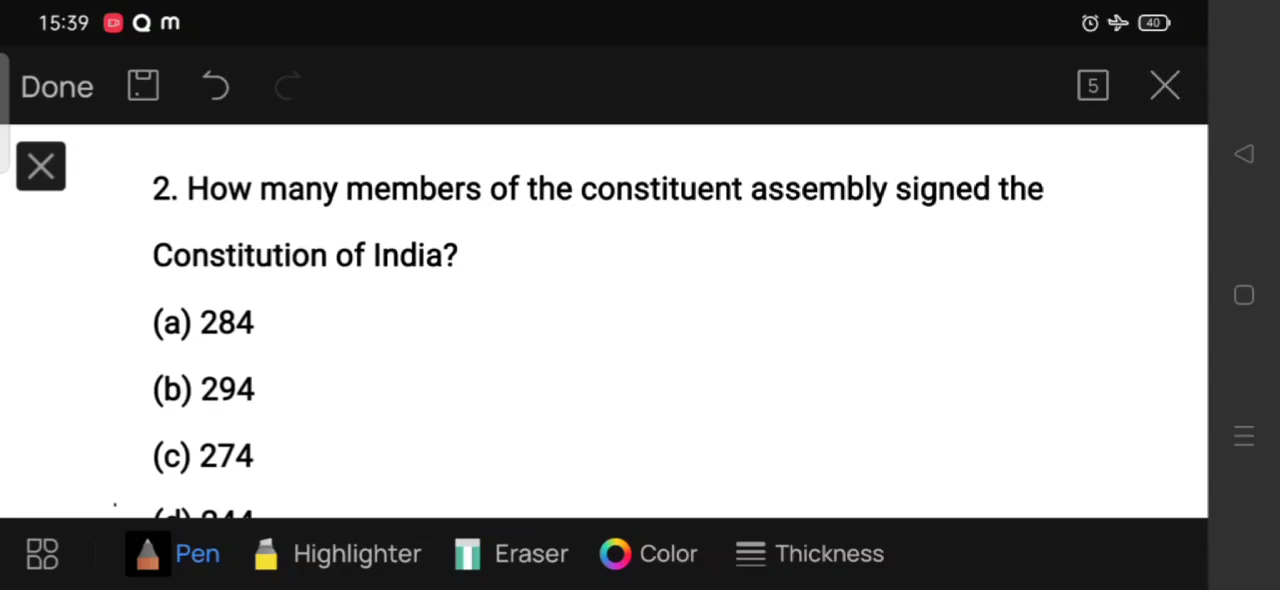 15:39 m 40
Done 5
2. How many members of the constituent assembly signed the
Constitution of India?
(a) 284
(b) 294
(c) 274
Pen Highlighter Eraser Color Thickness